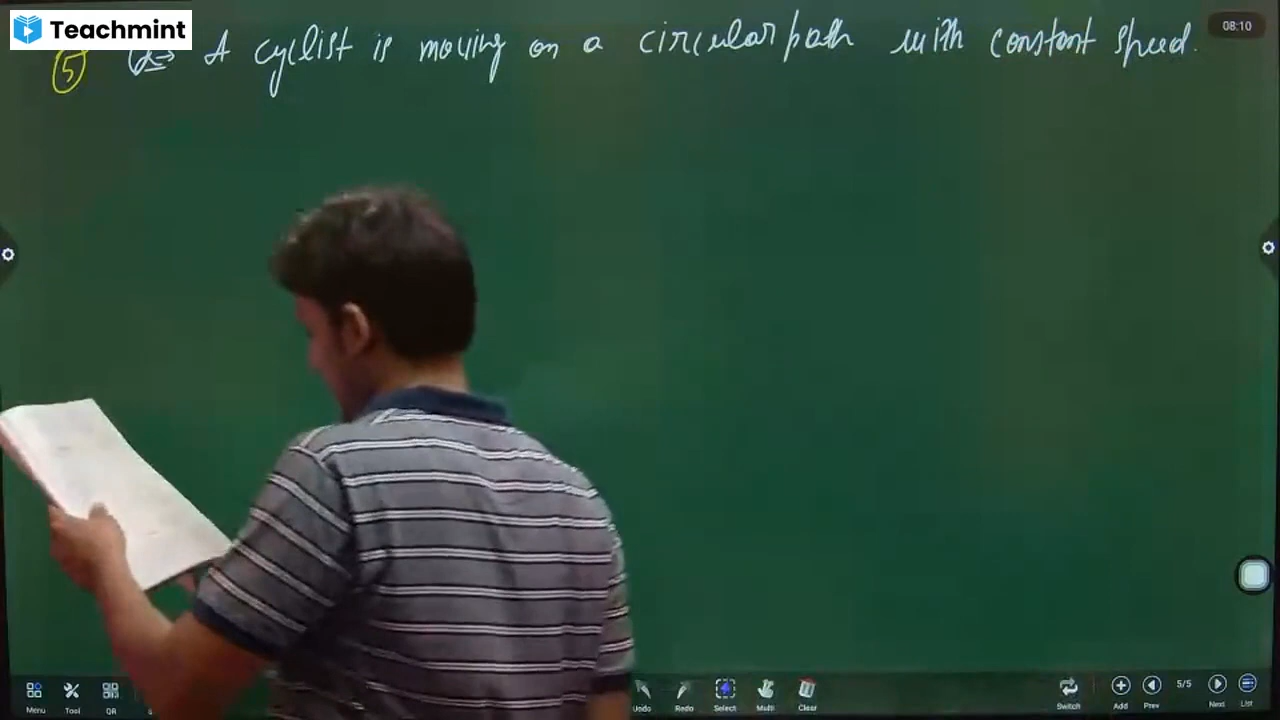 Teachmint
08:10
(5) Q ⇒ A cyclist is moving on a circular path with constant speed.
Menu Tool QR Undo Redo Select Multi Clear Switch Add Prev 5/5 Next List